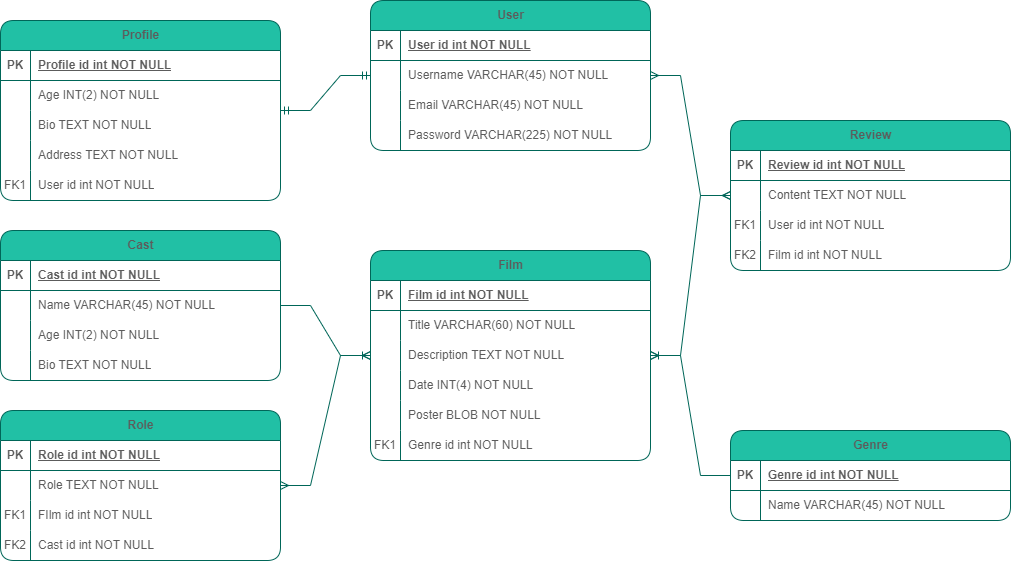 Profile
PK Profile id int NOT NULL
Age INT(2) NOT NULL
Bio TEXT NOT NULL
Address TEXT NOT NULL
FK1 User id int NOT NULL
User
PK User id int NOT NULL
Username VARCHAR(45) NOT NULL
Email VARCHAR(45) NOT NULL
Password VARCHAR(225) NOT NULL
Review
PK Review id int NOT NULL
Content TEXT NOT NULL
FK1 User id int NOT NULL
FK2 Film id int NOT NULL
Cast
PK Cast id int NOT NULL
Name VARCHAR(45) NOT NULL
Age INT(2) NOT NULL
Bio TEXT NOT NULL
Film
PK Film id int NOT NULL
Title VARCHAR(60) NOT NULL
Description TEXT NOT NULL
Date INT(4) NOT NULL
Poster BLOB NOT NULL
FK1 Genre id int NOT NULL
Role
PK Role id int NOT NULL
Role TEXT NOT NULL
FK1 FIlm id int NOT NULL
FK2 Cast id int NOT NULL
Genre
PK Genre id int NOT NULL
Name VARCHAR(45) NOT NULL